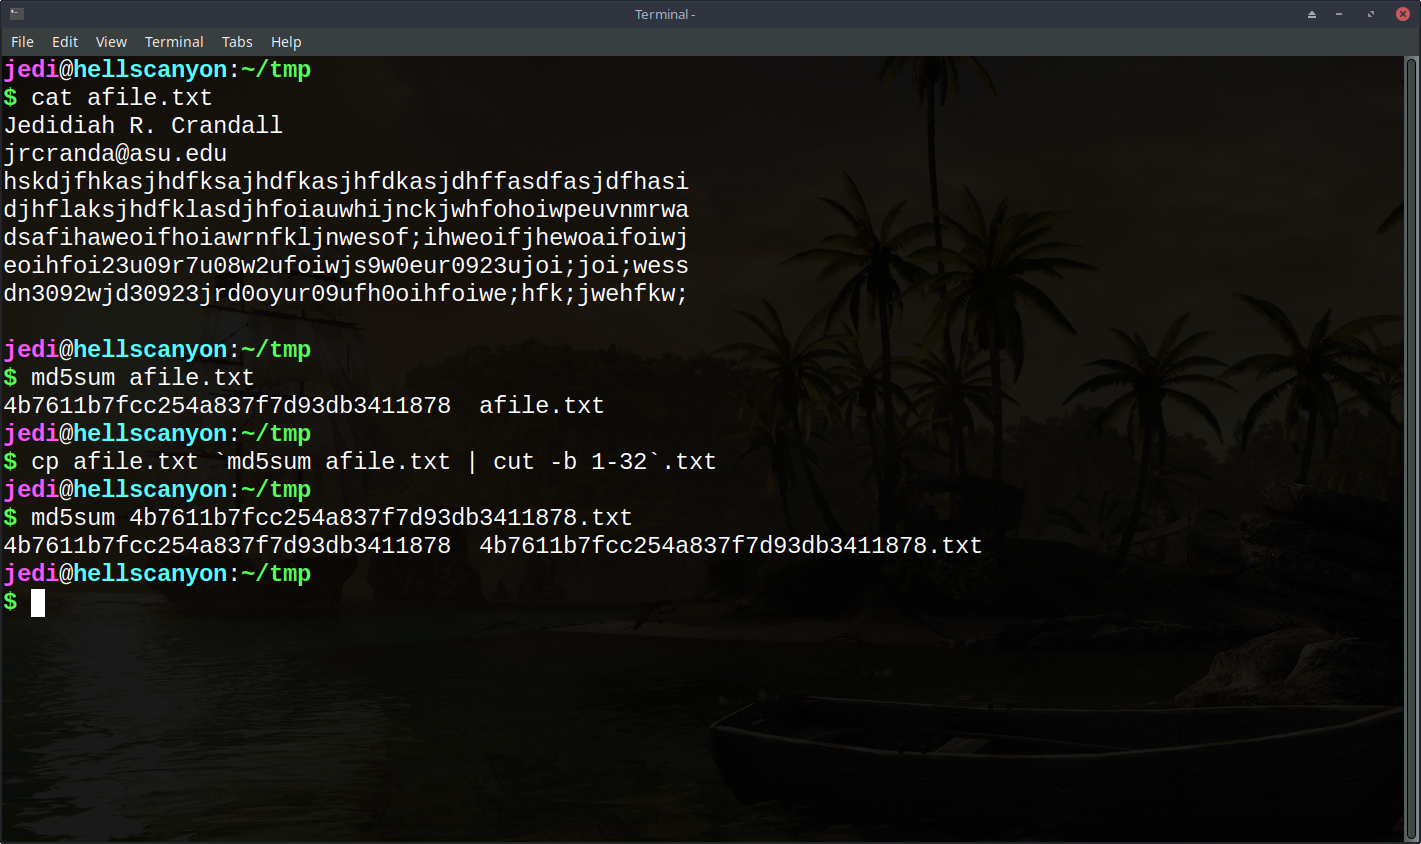 Terminal -
File Edit View Terminal Tabs Help
jedi@hellscanyon:~/tmp
$ cat afile.txt
Jedidiah R. Crandall
jrcranda@asu.edu
hskdjfhkasjhdfksajhdfkasjhfdkasjdhffasdfasjdfhasi
djhflaksjhdfklasdjhfoiauwhijnckjwhfohoiwpeuvnmrwa
dsafihaweoifhoiawrnfkljnwesof;ihweoifjhewoaifoiwj
eoihfoi23u09r7u08w2ufoiwjs9w0eur0923ujoi;joi;wess
dn3092wjd30923jrd0oyur09ufh0oihfoiwe;hfk;jwehfkw;
jedi@hellscanyon:~/tmp
$ md5sum afile.txt
4b7611b7fcc254a837f7d93db3411878  afile.txt
jedi@hellscanyon:~/tmp
$ cp afile.txt `md5sum afile.txt | cut -b 1-32`.txt
jedi@hellscanyon:~/tmp
$ md5sum 4b7611b7fcc254a837f7d93db3411878.txt
4b7611b7fcc254a837f7d93db3411878  4b7611b7fcc254a837f7d93db3411878.txt
jedi@hellscanyon:~/tmp
$